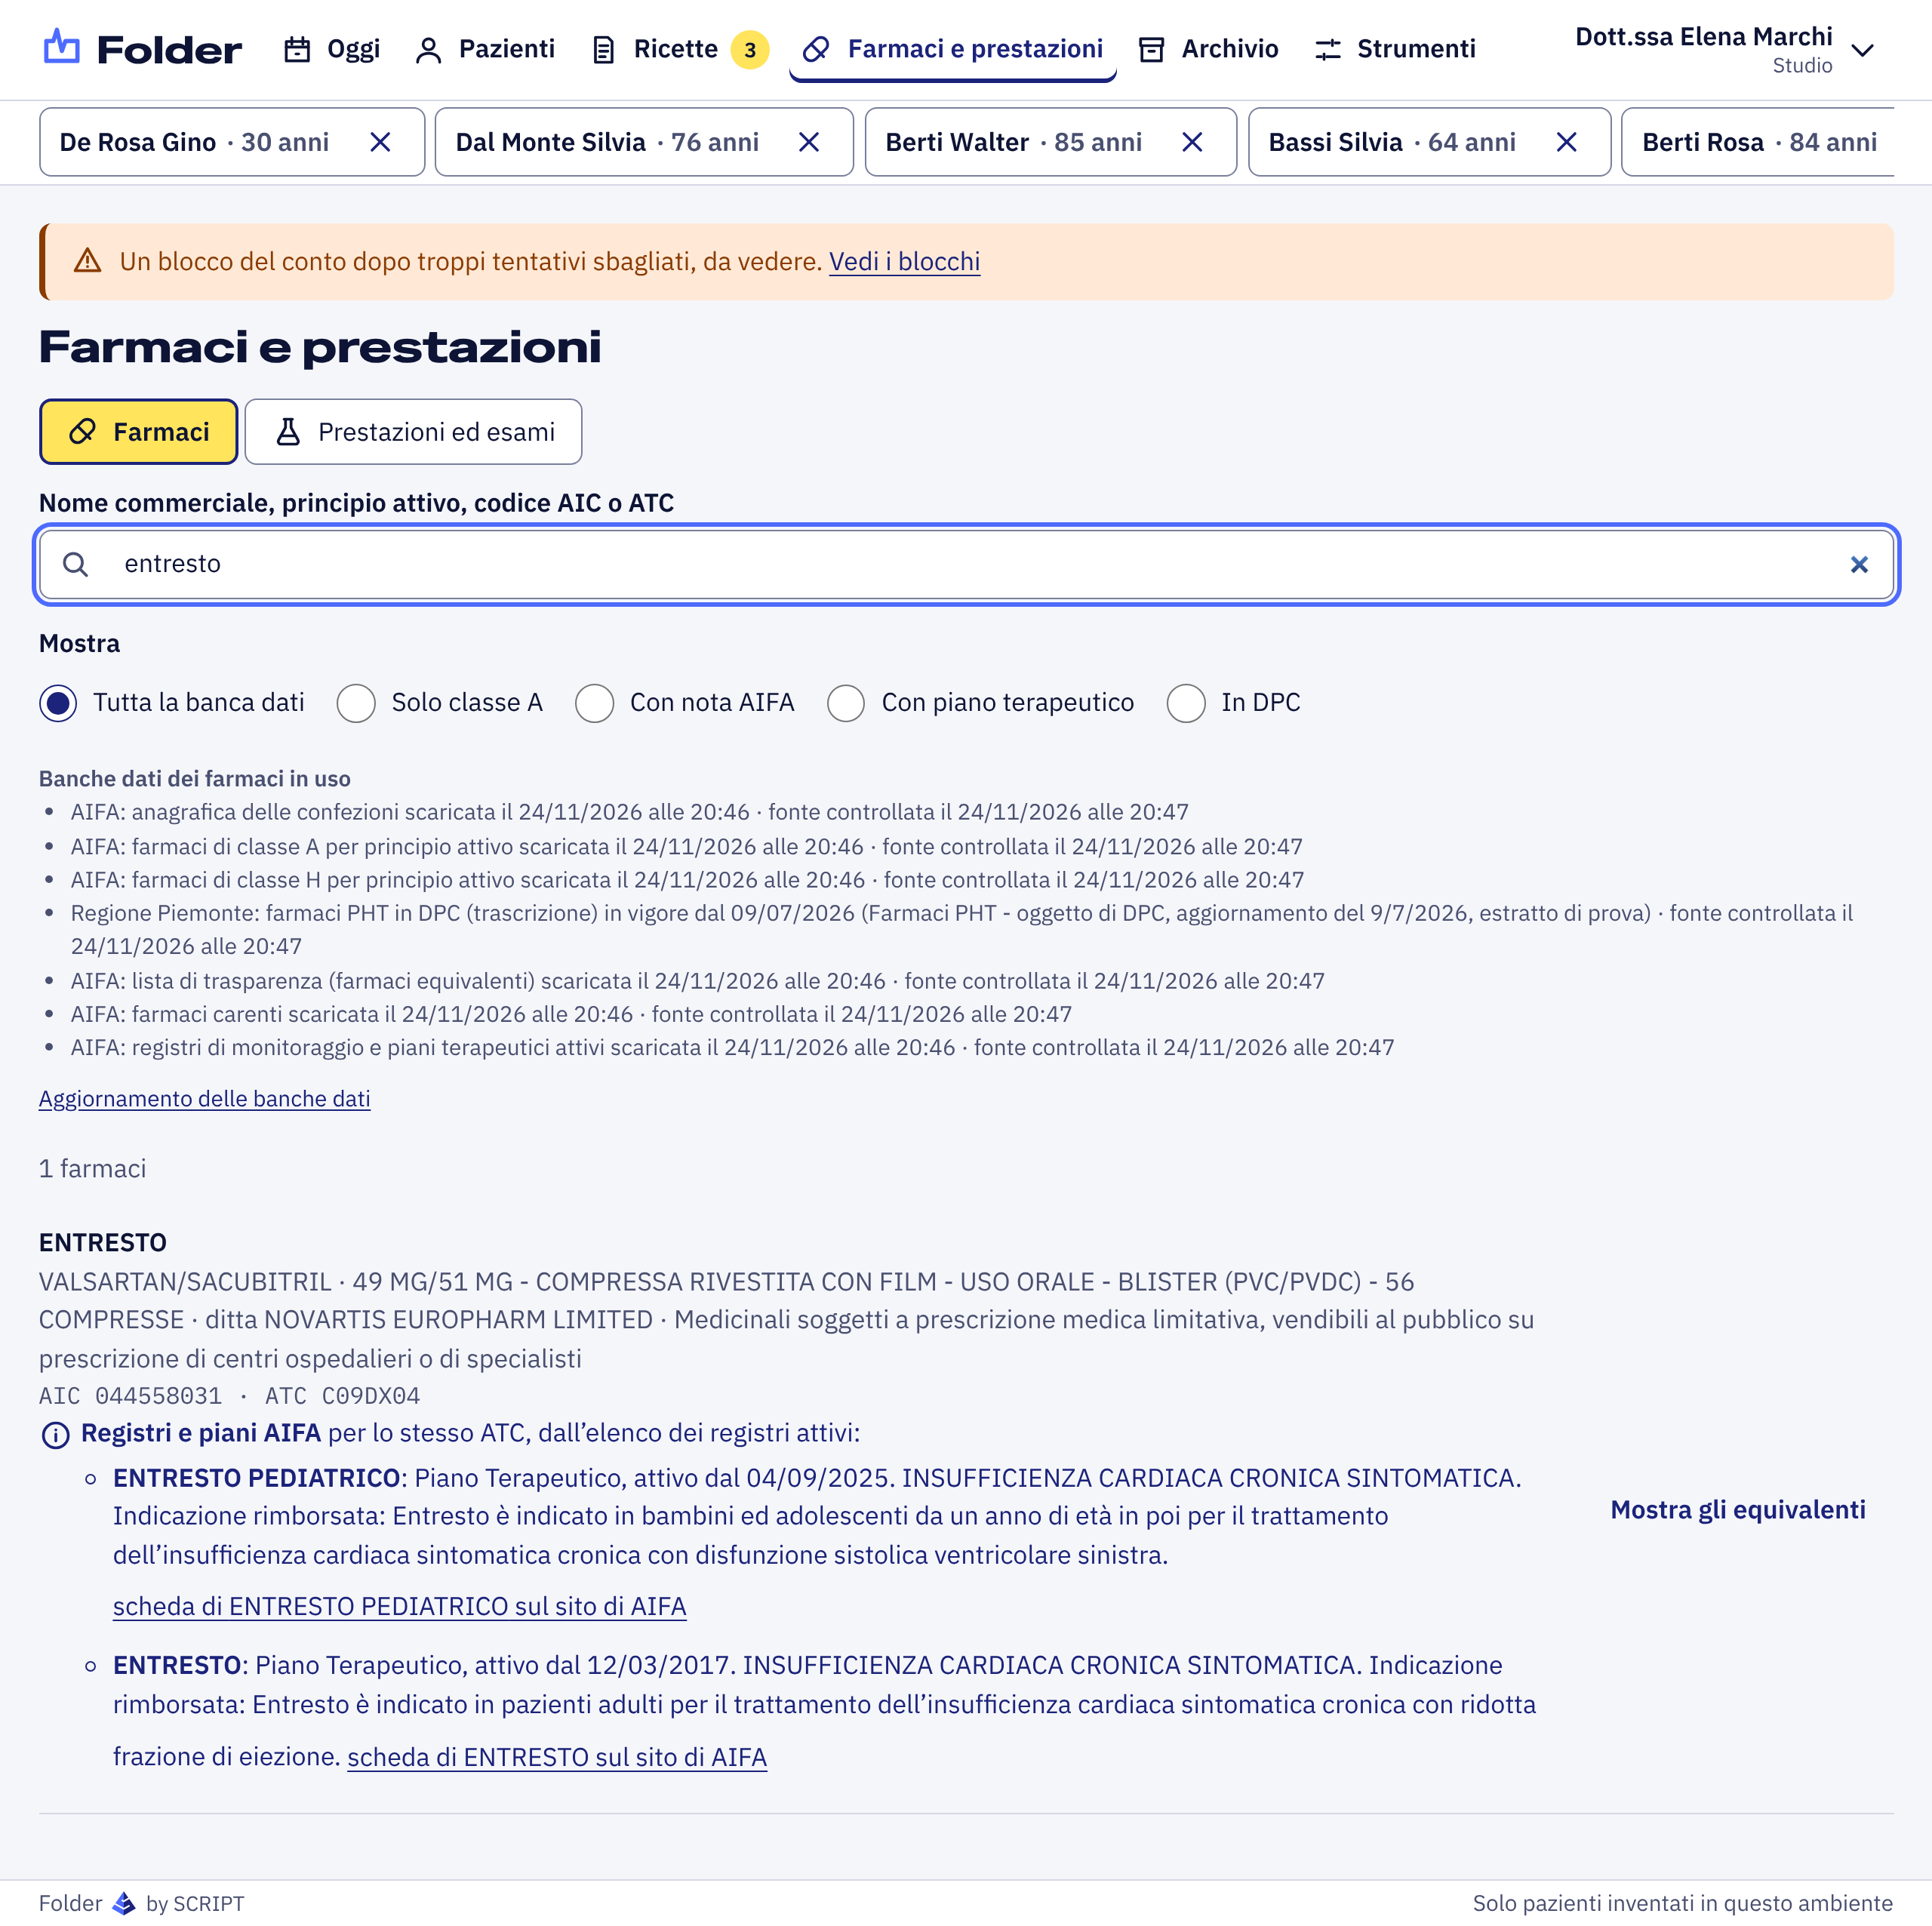 Folder
Oggi
Pazienti
Ricette 3
Farmaci e prestazioni
Archivio
Strumenti
Dott.ssa Elena Marchi
Studio
De Rosa Gino · 30 anni
Dal Monte Silvia · 76 anni
Berti Walter · 85 anni
Bassi Silvia · 64 anni
Berti Rosa · 84 anni
Un blocco del conto dopo troppi tentativi sbagliati, da vedere. Vedi i blocchi
Farmaci e prestazioni
Farmaci
Prestazioni ed esami
Nome commerciale, principio attivo, codice AIC o ATC
entresto
Mostra
Tutta la banca dati
Solo classe A
Con nota AIFA
Con piano terapeutico
In DPC
Banche dati dei farmaci in uso
• AIFA: anagrafica delle confezioni scaricata il 24/11/2026 alle 20:46 · fonte controllata il 24/11/2026 alle 20:47
• AIFA: farmaci di classe A per principio attivo scaricata il 24/11/2026 alle 20:46 · fonte controllata il 24/11/2026 alle 20:47
• AIFA: farmaci di classe H per principio attivo scaricata il 24/11/2026 alle 20:46 · fonte controllata il 24/11/2026 alle 20:47
• Regione Piemonte: farmaci PHT in DPC (trascrizione) in vigore dal 09/07/2026 (Farmaci PHT - oggetto di DPC, aggiornamento del 9/7/2026, estratto di prova) · fonte controllata il
24/11/2026 alle 20:47
• AIFA: lista di trasparenza (farmaci equivalenti) scaricata il 24/11/2026 alle 20:46 · fonte controllata il 24/11/2026 alle 20:47
• AIFA: farmaci carenti scaricata il 24/11/2026 alle 20:46 · fonte controllata il 24/11/2026 alle 20:47
• AIFA: registri di monitoraggio e piani terapeutici attivi scaricata il 24/11/2026 alle 20:46 · fonte controllata il 24/11/2026 alle 20:47
Aggiornamento delle banche dati
1 farmaci
ENTRESTO
VALSARTAN/SACUBITRIL · 49 MG/51 MG - COMPRESSA RIVESTITA CON FILM - USO ORALE - BLISTER (PVC/PVDC) - 56
COMPRESSE · ditta NOVARTIS EUROPHARM LIMITED · Medicinali soggetti a prescrizione medica limitativa, vendibili al pubblico su
prescrizione di centri ospedalieri o di specialisti
AIC 044558031 · ATC C09DX04
Registri e piani AIFA per lo stesso ATC, dall’elenco dei registri attivi:
ENTRESTO PEDIATRICO: Piano Terapeutico, attivo dal 04/09/2025. INSUFFICIENZA CARDIACA CRONICA SINTOMATICA.
Indicazione rimborsata: Entresto è indicato in bambini ed adolescenti da un anno di età in poi per il trattamento
dell’insufficienza cardiaca sintomatica cronica con disfunzione sistolica ventricolare sinistra.
scheda di ENTRESTO PEDIATRICO sul sito di AIFA
ENTRESTO: Piano Terapeutico, attivo dal 12/03/2017. INSUFFICIENZA CARDIACA CRONICA SINTOMATICA. Indicazione
rimborsata: Entresto è indicato in pazienti adulti per il trattamento dell’insufficienza cardiaca sintomatica cronica con ridotta
frazione di eiezione. scheda di ENTRESTO sul sito di AIFA
Mostra gli equivalenti
Folder by SCRIPT
Solo pazienti inventati in questo ambiente